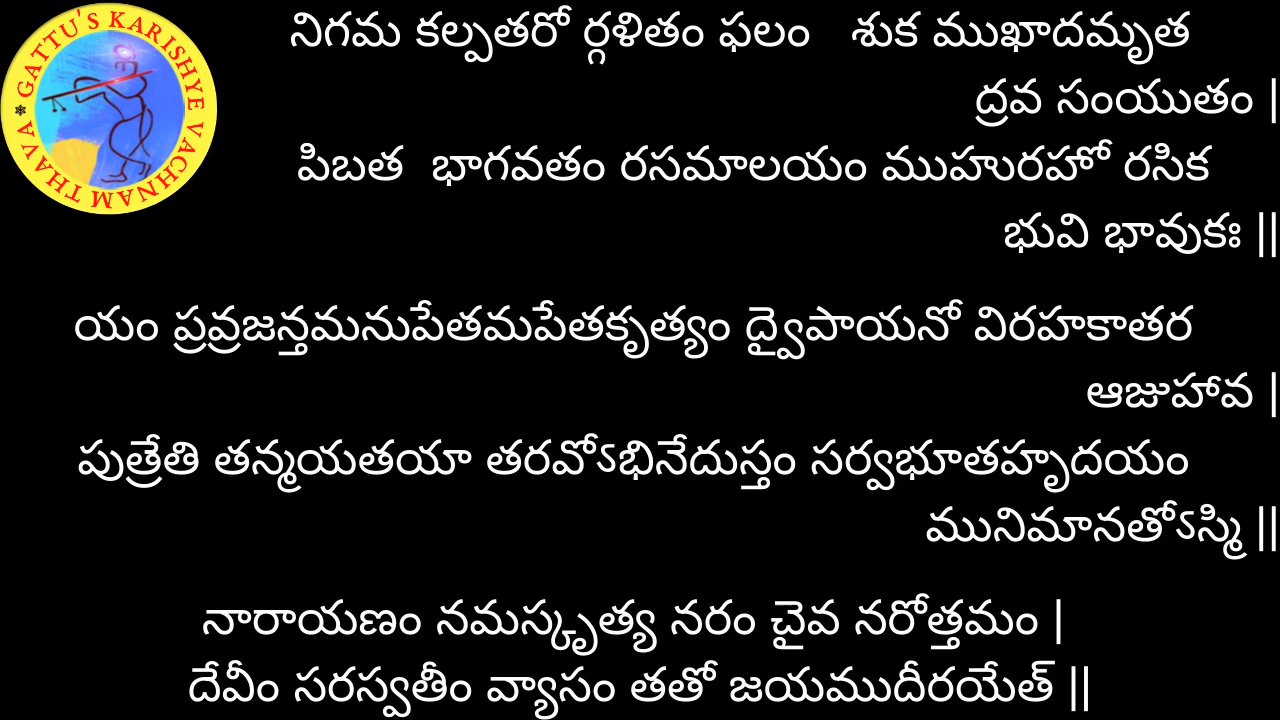 GATTU'S KARISHYE VACHNAM THAVA
నిగమ కల్పతరో ర్గళితం ఫలం శుక ముఖాదమృత
ద్రవ సంయుతం |
పిబత భాగవతం రసమాలయం ముహురహో రసిక
భువి భావుకః ||
యం ప్రవ్రజన్తమనుపేతమపేతకృత్యం ద్వైపాయనో విరహకాతర
ఆజుహావ |
పుత్రేతి తన్మయతయా తరవోఽభినేదుస్తం సర్వభూతహృదయం
మునిమానతోఽస్మి ||
నారాయణం నమస్కృత్య నరం చైవ నరోత్తమం |
దేవీం సరస్వతీం వ్యాసం తతో జయముదీరయేత్ ||